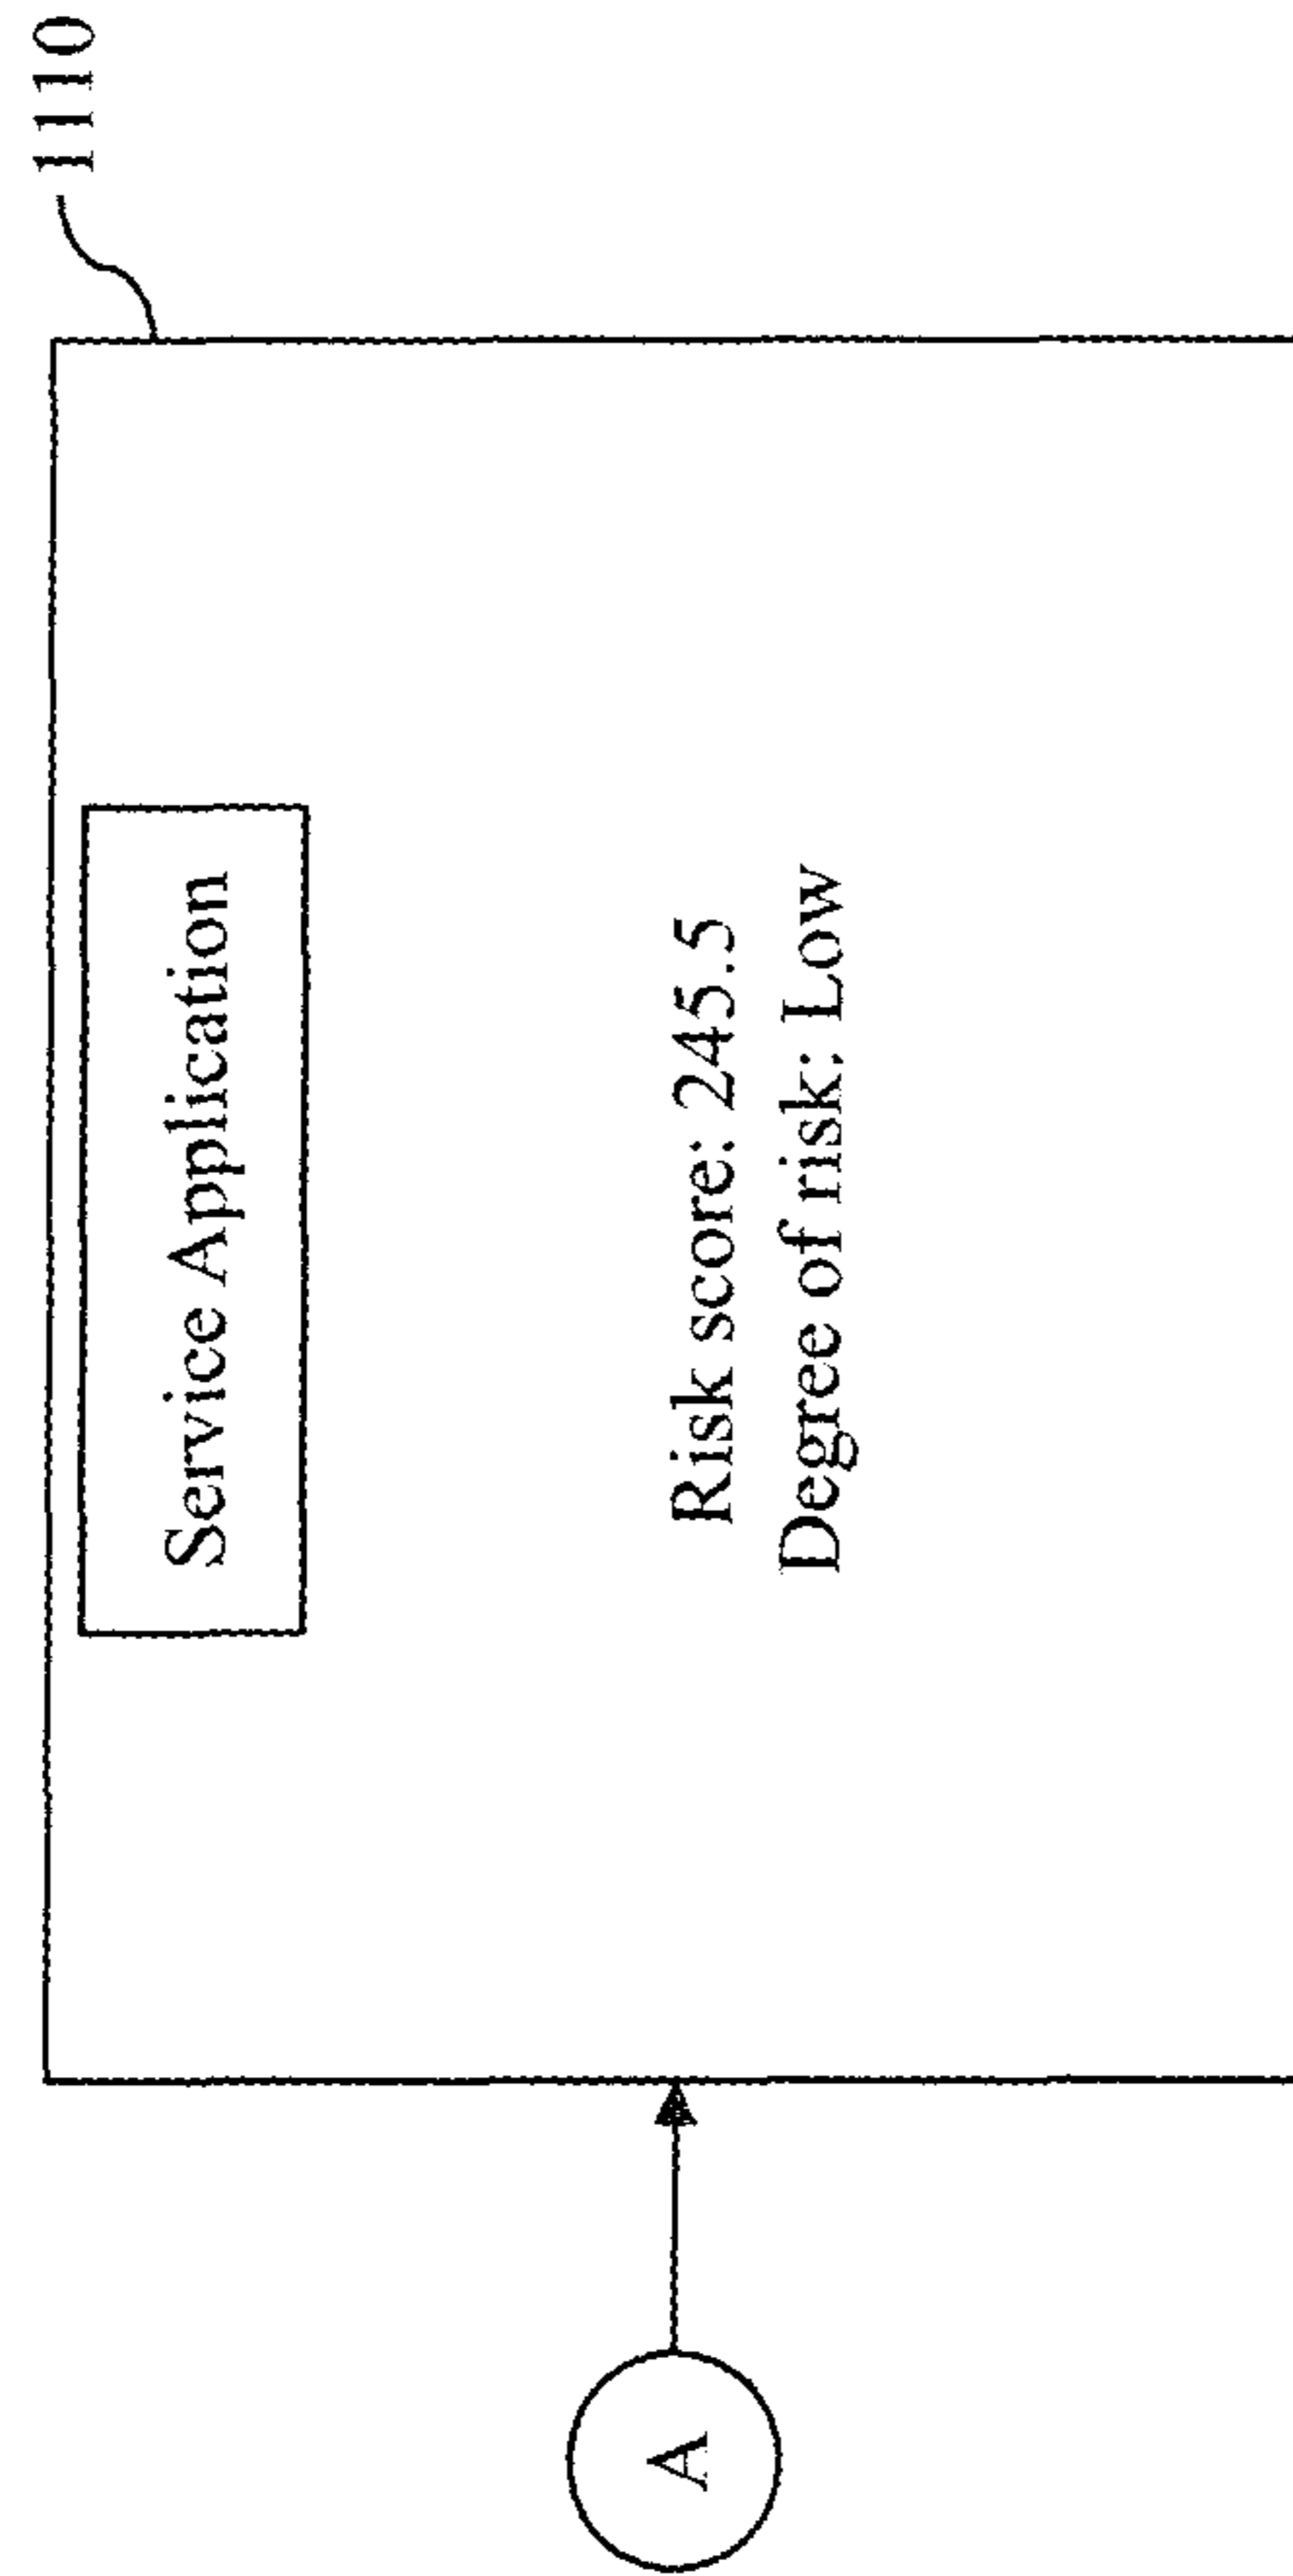 1110
Service Application
Risk score: 245.5
Degree of risk: Low
A